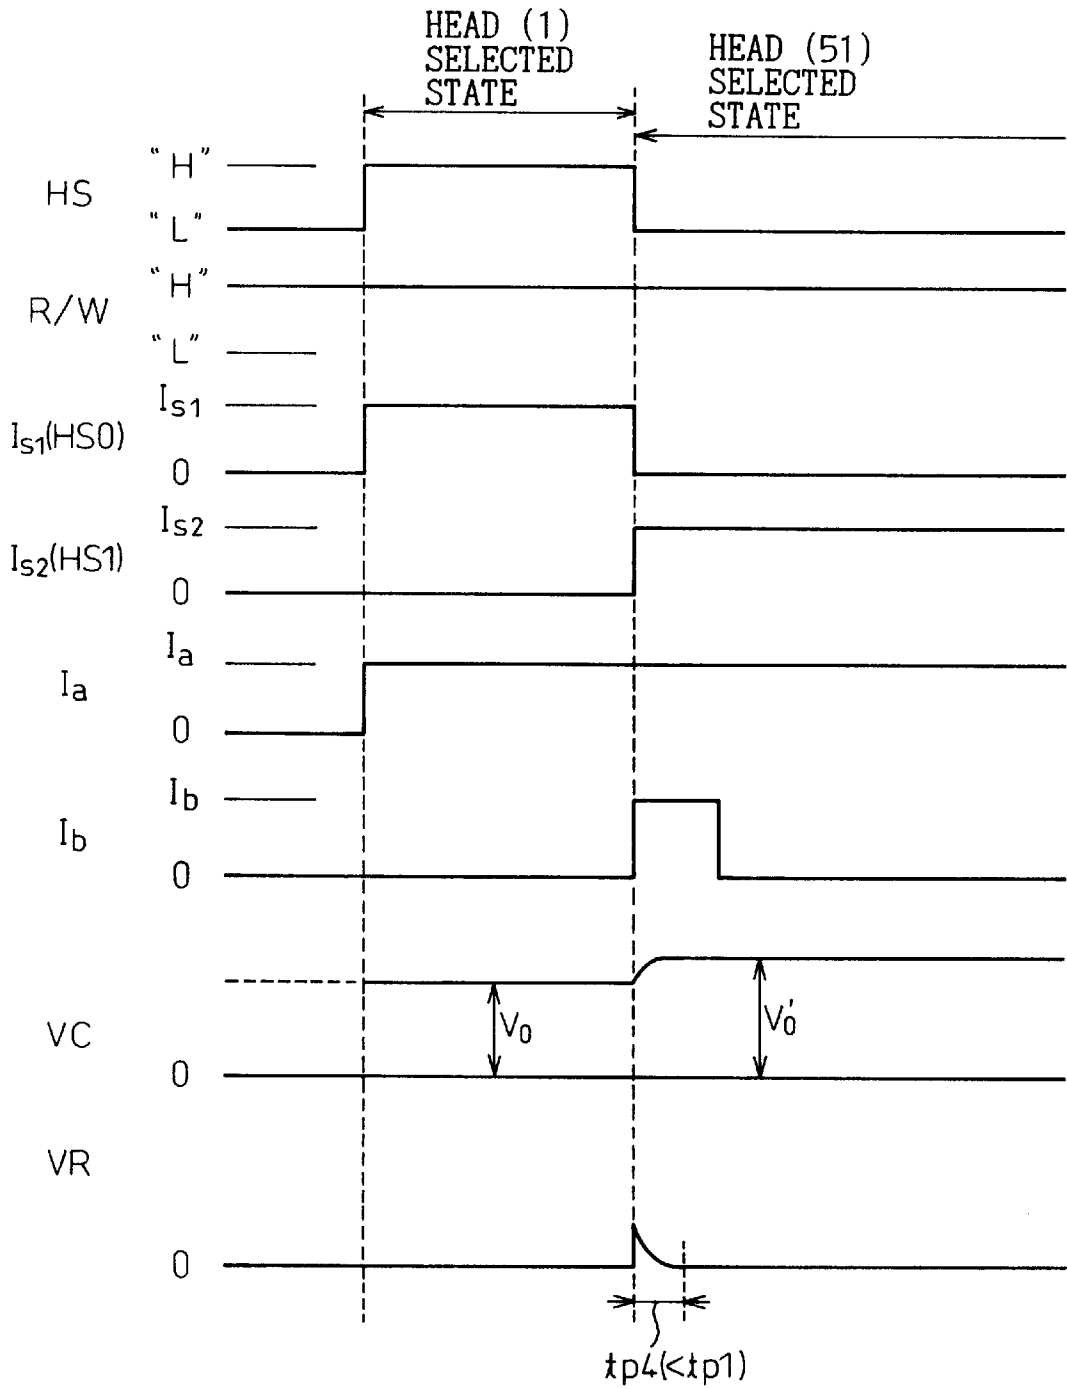 HEAD (1)
SELECTED
STATE
HEAD (51)
SELECTED
STATE
HS
"H"
"L"
R/W
"H"
"L"
Is1(HS0)
Is1
0
Is2(HS1)
Is2
0
Ia
Ia
0
Ib
Ib
0
VC
V0
V0'
0
VR
0
tp4(<tp1)